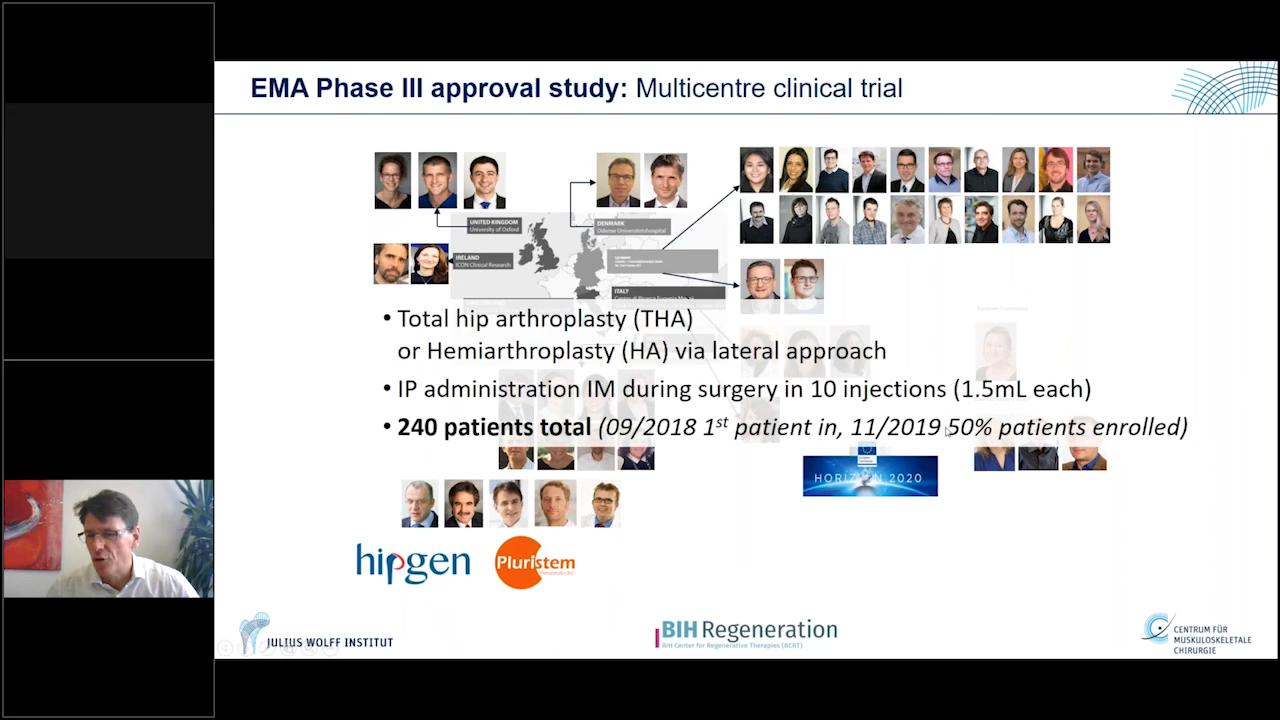 EMA Phase III approval study: Multicentre clinical trial
UNITED KINGDOM
University of Oxford
DENMARK
Odense Universitetshospital
IRELAND
ICON Clinical Research
GERMANY
ITALY
• Total hip arthroplasty (THA)
or Hemiarthroplasty (HA) via lateral approach
• IP administration IM during surgery in 10 injections (1.5mL each)
• 240 patients total (09/2018 1st patient in, 11/2019 50% patients enrolled)
HORIZON 2020
hipgen
Pluristem
JULIUS WOLFF INSTITUT
BIH Regeneration
BIH Center for Regenerative Therapies (BCRT)
CENTRUM FÜR
MUSKULOSKELETALE
CHIRURGIE